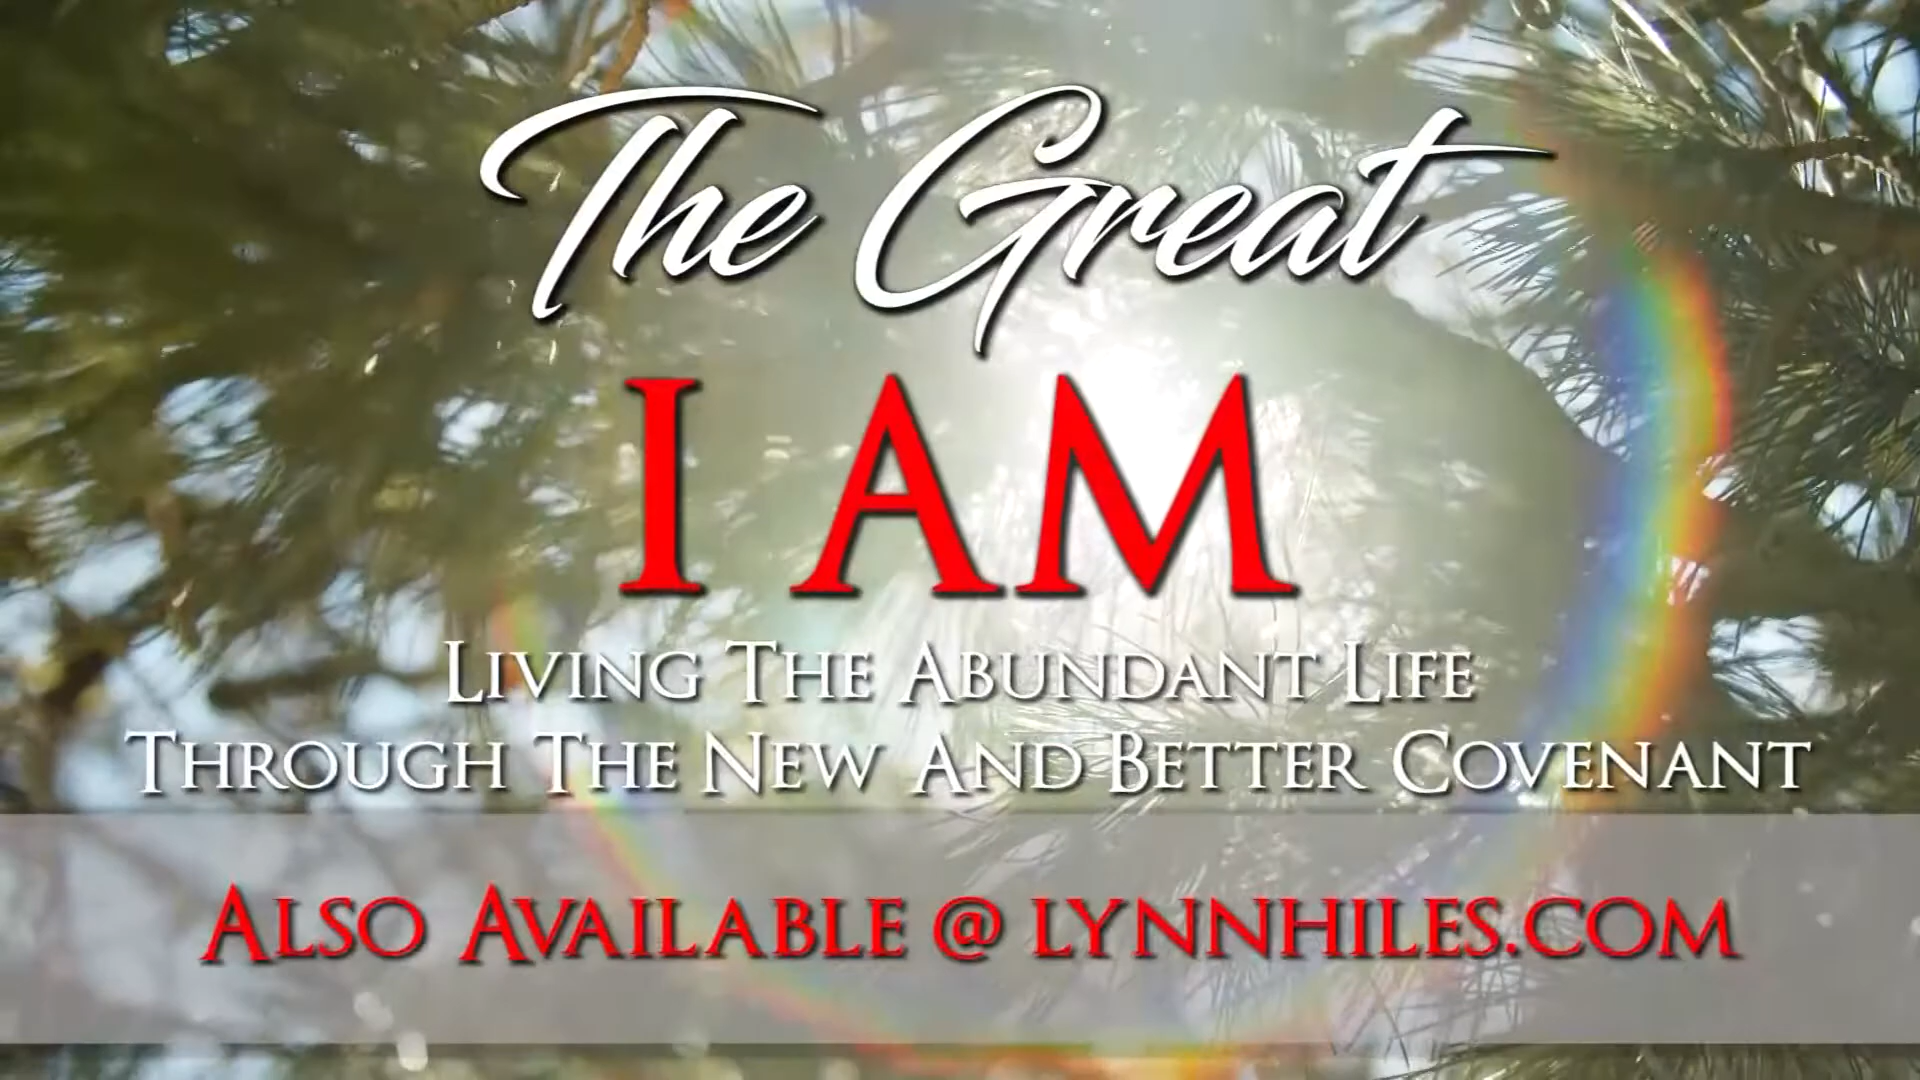 The Great
I AM
Living The Abundant Life
Through The New And Better Covenant
Also Available @ lynnhiles.com